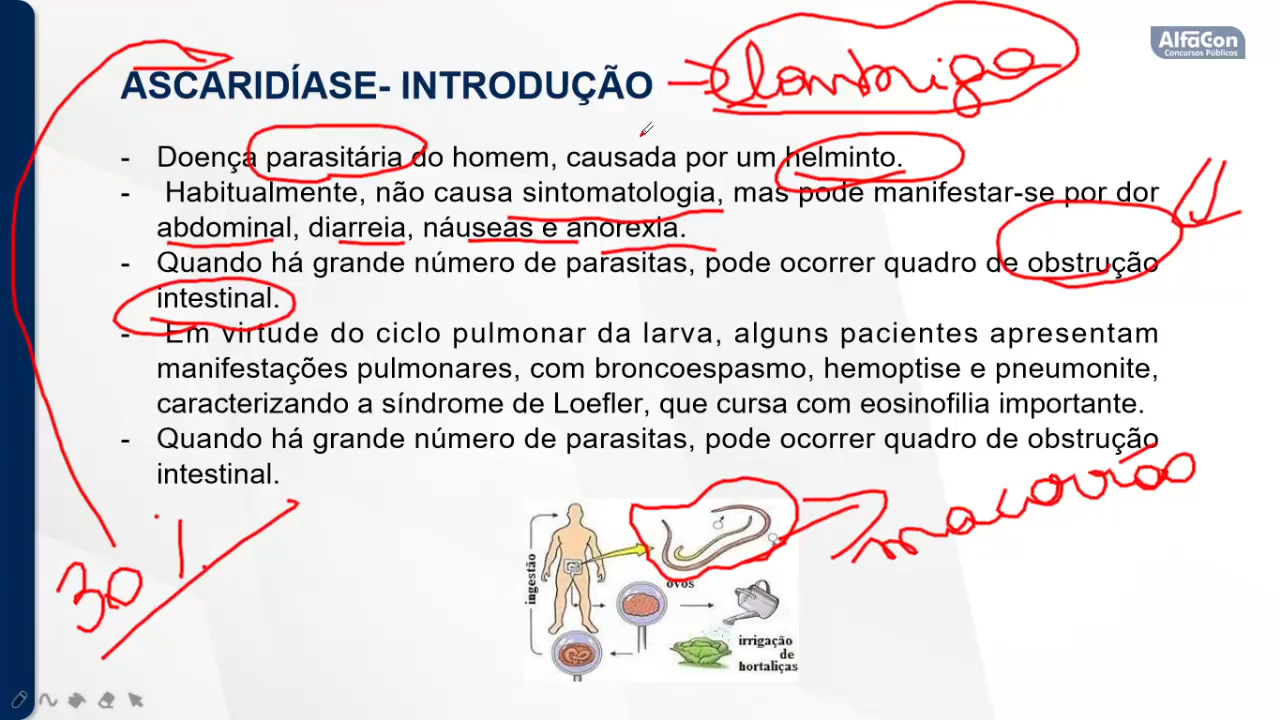 AlfaCon
Concursos Públicos
ASCARIDÍASE- INTRODUÇÃO
lombriga
- Doença parasitária do homem, causada por um helminto.
- Habitualmente, não causa sintomatologia, mas pode manifestar-se por dor
abdominal, diarreia, náuseas e anorexia.
- Quando há grande número de parasitas, pode ocorrer quadro de obstrução
intestinal.
- Em virtude do ciclo pulmonar da larva, alguns pacientes apresentam
manifestações pulmonares, com broncoespasmo, hemoptise e pneumonite,
caracterizando a síndrome de Loefler, que cursa com eosinofilia importante.
- Quando há grande número de parasitas, pode ocorrer quadro de obstrução
intestinal.
macarrão
30 %
ingestão
ovos
irrigação
de
hortaliças